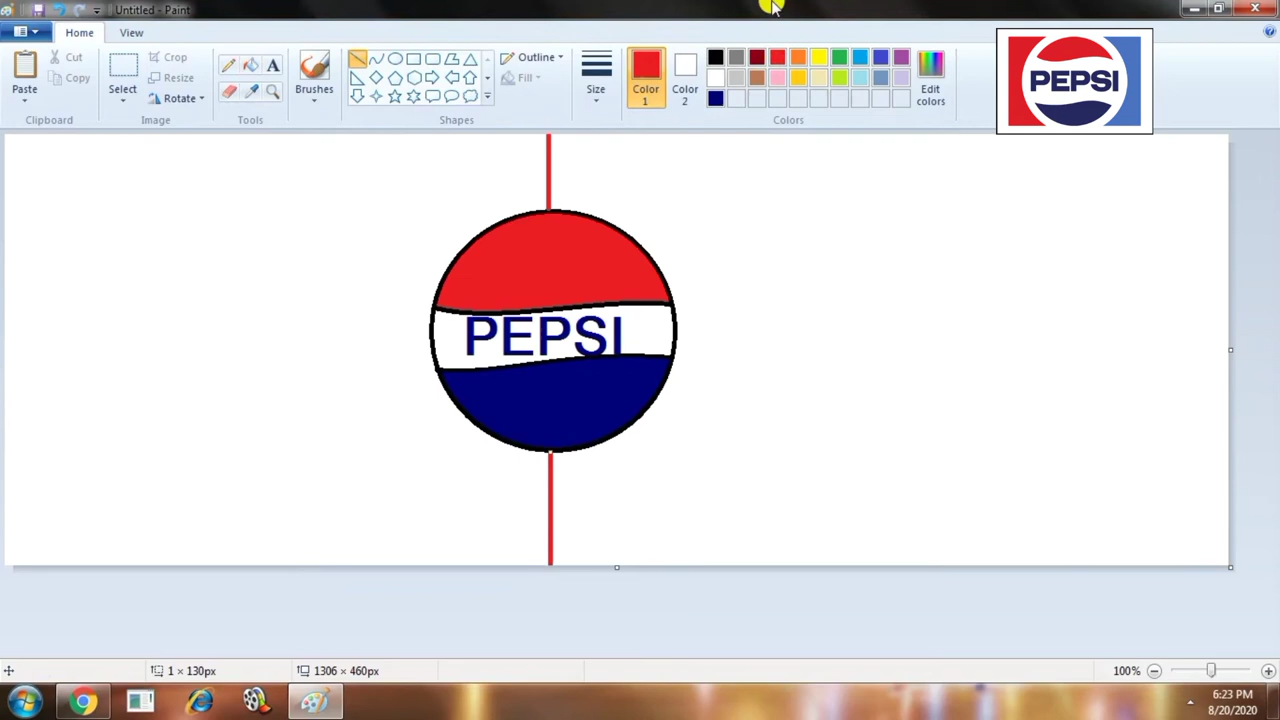 Untitled - Paint
Home
View
Paste
Cut
Copy
Clipboard
Select
Crop
Resize
Rotate
Image
A
Tools
Brushes
Shapes
Outline
Fill
Size
Color
1
Color
2
Edit
colors
Colors
PEPSI
PEPSI
1 × 130px
1306 × 460px
100%
6:23 PM
8/20/2020